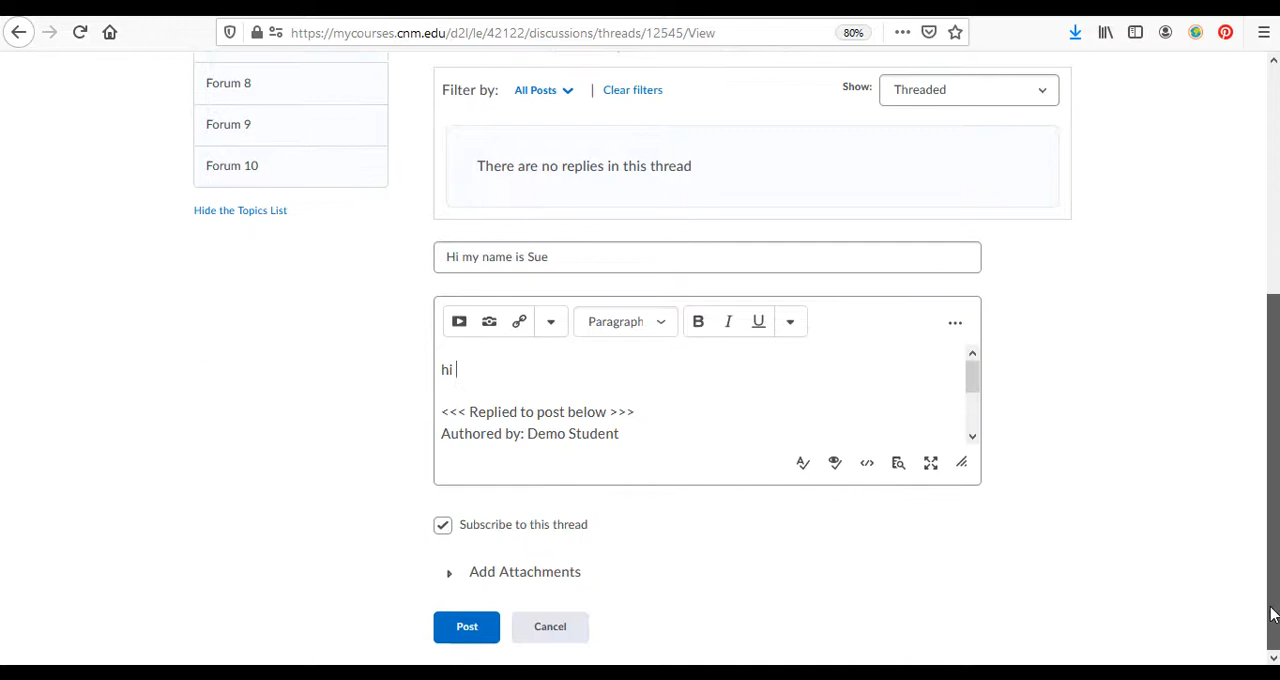 https://mycourses.cnm.edu/d2l/le/42122/discussions/threads/12545/View
80%
Forum 8
Forum 9
Forum 10
Hide the Topics List
Filter by: All Posts | Clear filters
Show: Threaded
There are no replies in this thread
Hi my name is Sue
Paragraph
B I U
hi
<<< Replied to post below >>>
Authored by: Demo Student
Subscribe to this thread
Add Attachments
Post
Cancel